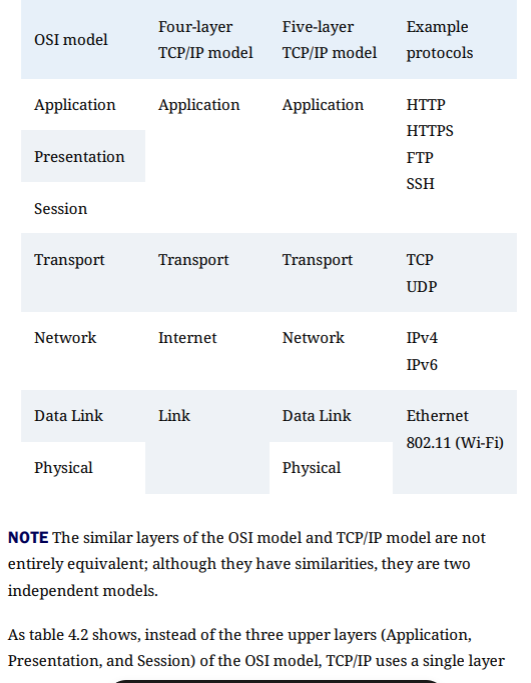 OSI model
Four-layer
TCP/IP model
Five-layer
TCP/IP model
Example
protocols
Application
Application
Application
HTTP
HTTPS
FTP
SSH
Presentation
Session
Transport
Transport
Transport
TCP
UDP
Network
Internet
Network
IPv4
IPv6
Data Link
Link
Data Link
Ethernet
802.11 (Wi-Fi)
Physical
Physical
NOTE The similar layers of the OSI model and TCP/IP model are not
entirely equivalent; although they have similarities, they are two
independent models.
As table 4.2 shows, instead of the three upper layers (Application,
Presentation, and Session) of the OSI model, TCP/IP uses a single layer